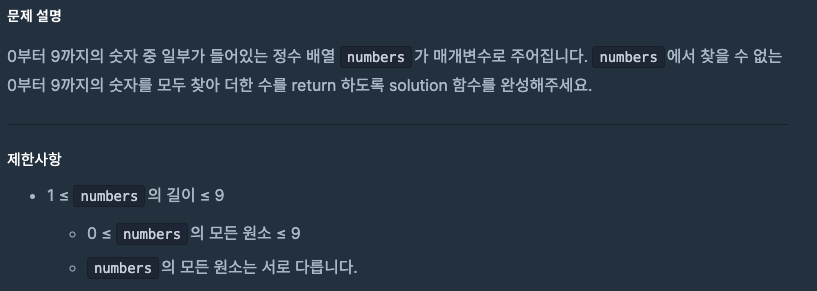 문제 설명
0부터 9까지의 숫자 중 일부가 들어있는 정수 배열 numbers 가 매개변수로 주어집니다. numbers 에서 찾을 수 없는
0부터 9까지의 숫자를 모두 찾아 더한 수를 return 하도록 solution 함수를 완성해주세요.
제한사항
• 1 ≤ numbers 의 길이 ≤ 9
◦ 0 ≤ numbers 의 모든 원소 ≤ 9
◦ numbers 의 모든 원소는 서로 다릅니다.